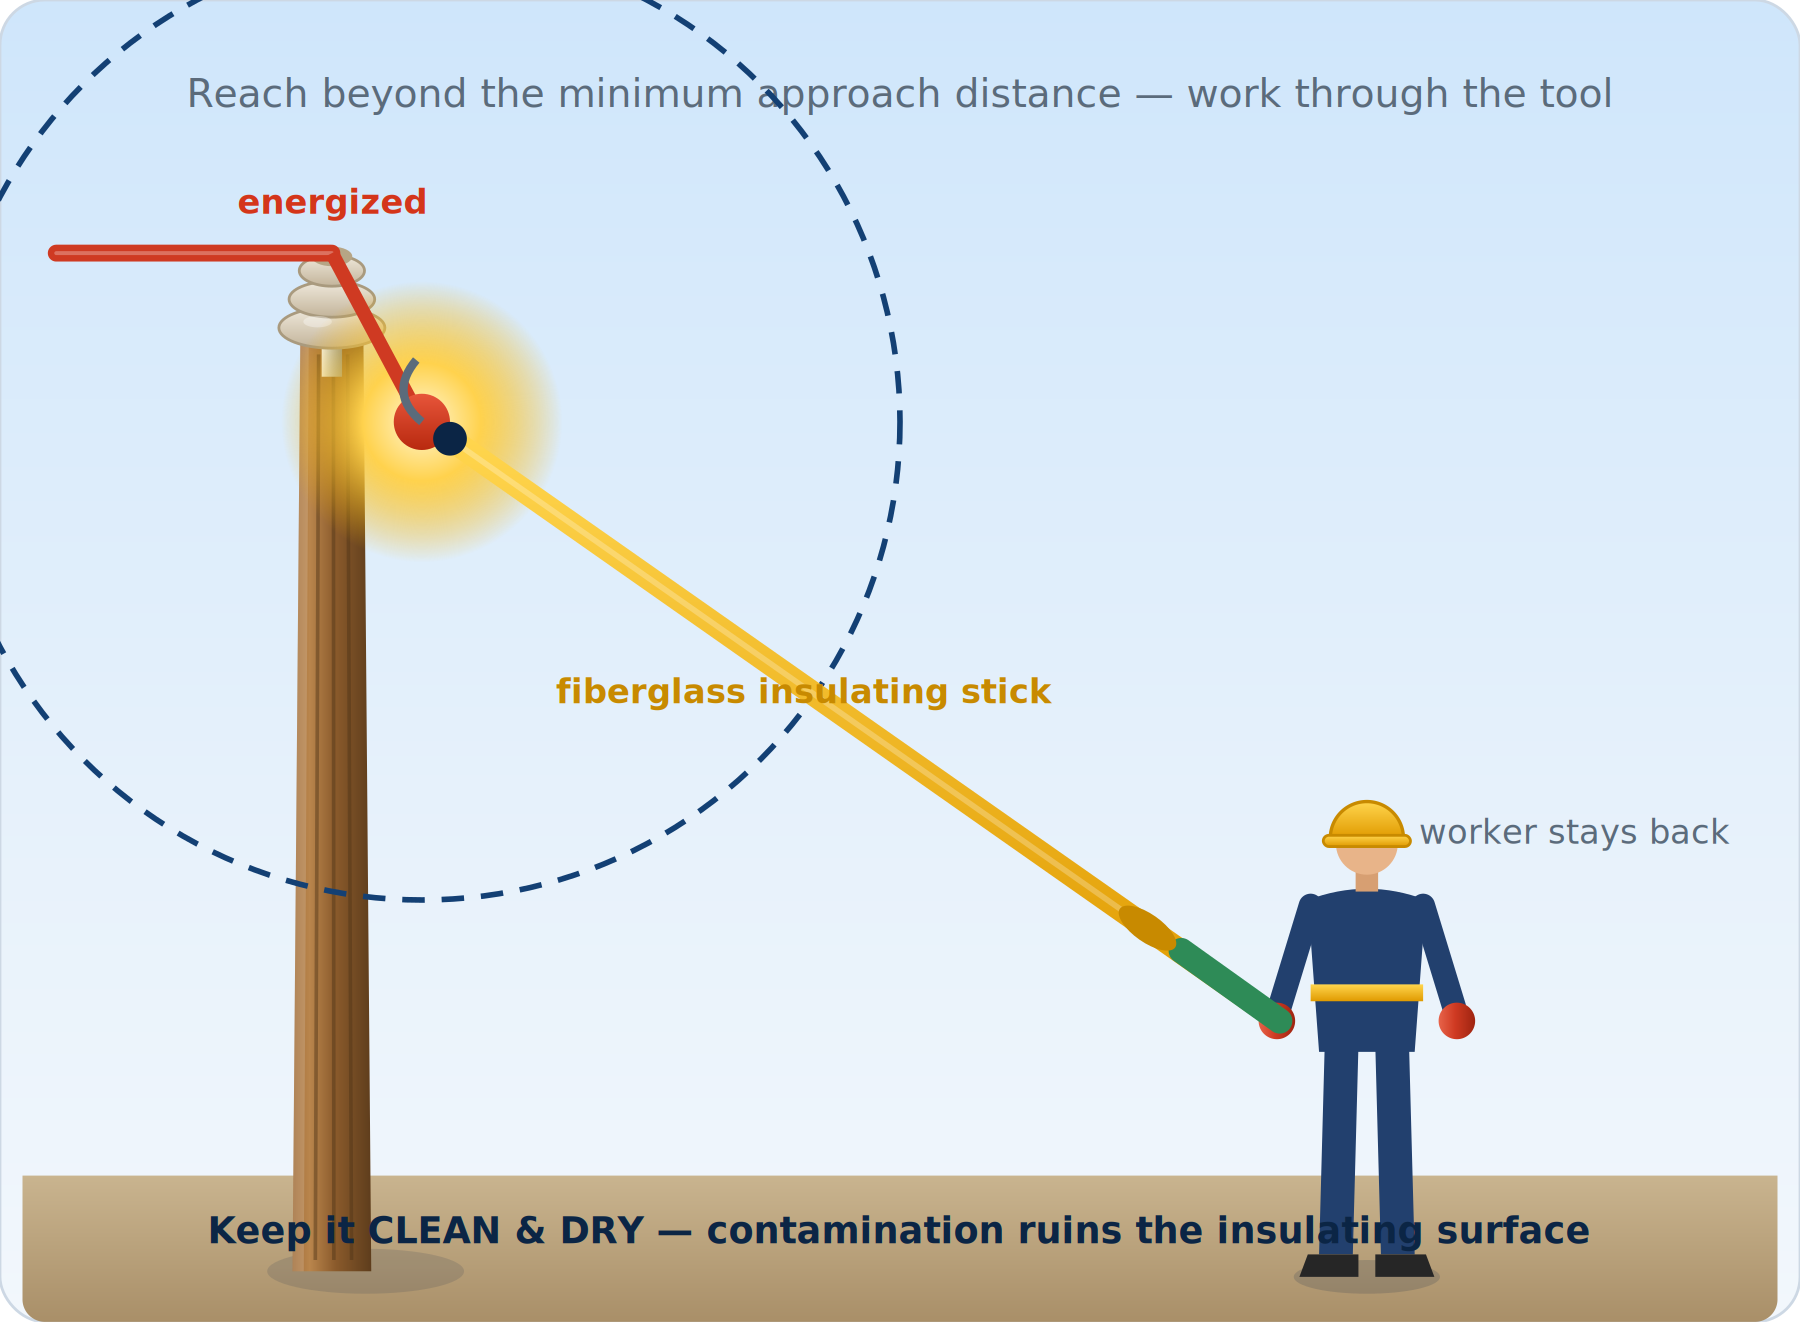 Reach beyond the minimum approach distance — work through the tool
energized
fiberglass insulating stick
worker stays back
Keep it CLEAN & DRY — contamination ruins the insulating surface